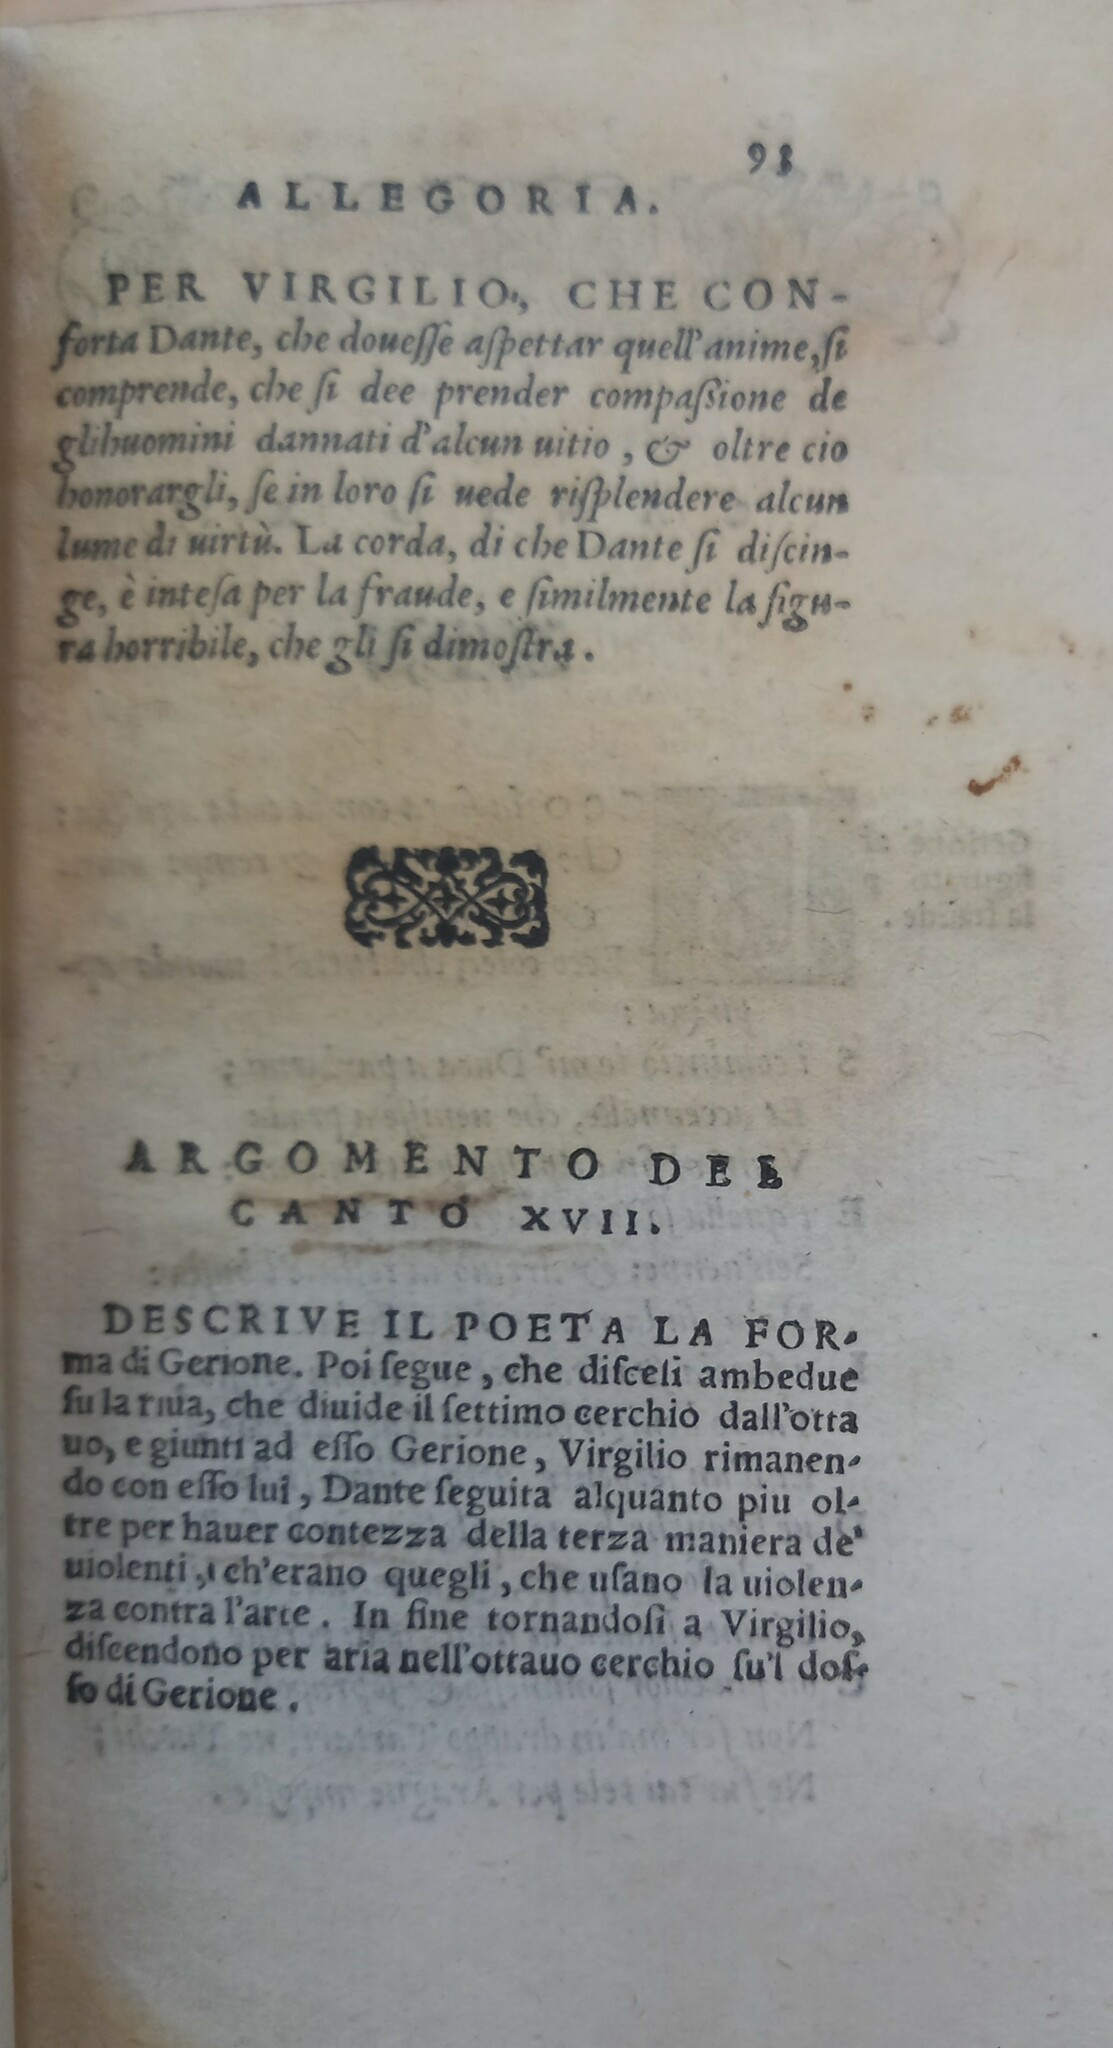 93
ALLEGORIA.
PER VIRGILIO, CHE CON-
forta Dante, che doueſſe aſpettar quell'anime, ſi
comprende, che ſi dee prender compaſſione de
glihuomini dannati d'alcun uitio, & oltre cio
honorargli, ſe in loro ſi uede riſplendere alcun
lume di uirtù. La corda, di che Dante ſi diſcin-
ge, è inteſa per la fraude, e ſimilmente la figu-
ra horribile, che gli ſi dimoſtra.
ARGOMENTO DEL
CANTO XVII.
DESCRIVE IL POETA LA FOR-
ma di Gerione. Poi ſegue, che diſceſi ambedue
ſu la riua, che diuide il ſettimo cerchio dall'otta
uo, e giunti ad eſſo Gerione, Virgilio rimanen-
do con eſſo lui, Dante ſeguita alquanto piu ol-
tre per hauer contezza della terza maniera de'
uiolenti, ch'erano quegli, che uſano la uiolen-
za contra l'arte. In fine tornandoſi a Virgilio,
diſcendono per aria nell'ottauo cerchio ſu'l doſ-
ſo di Gerione.